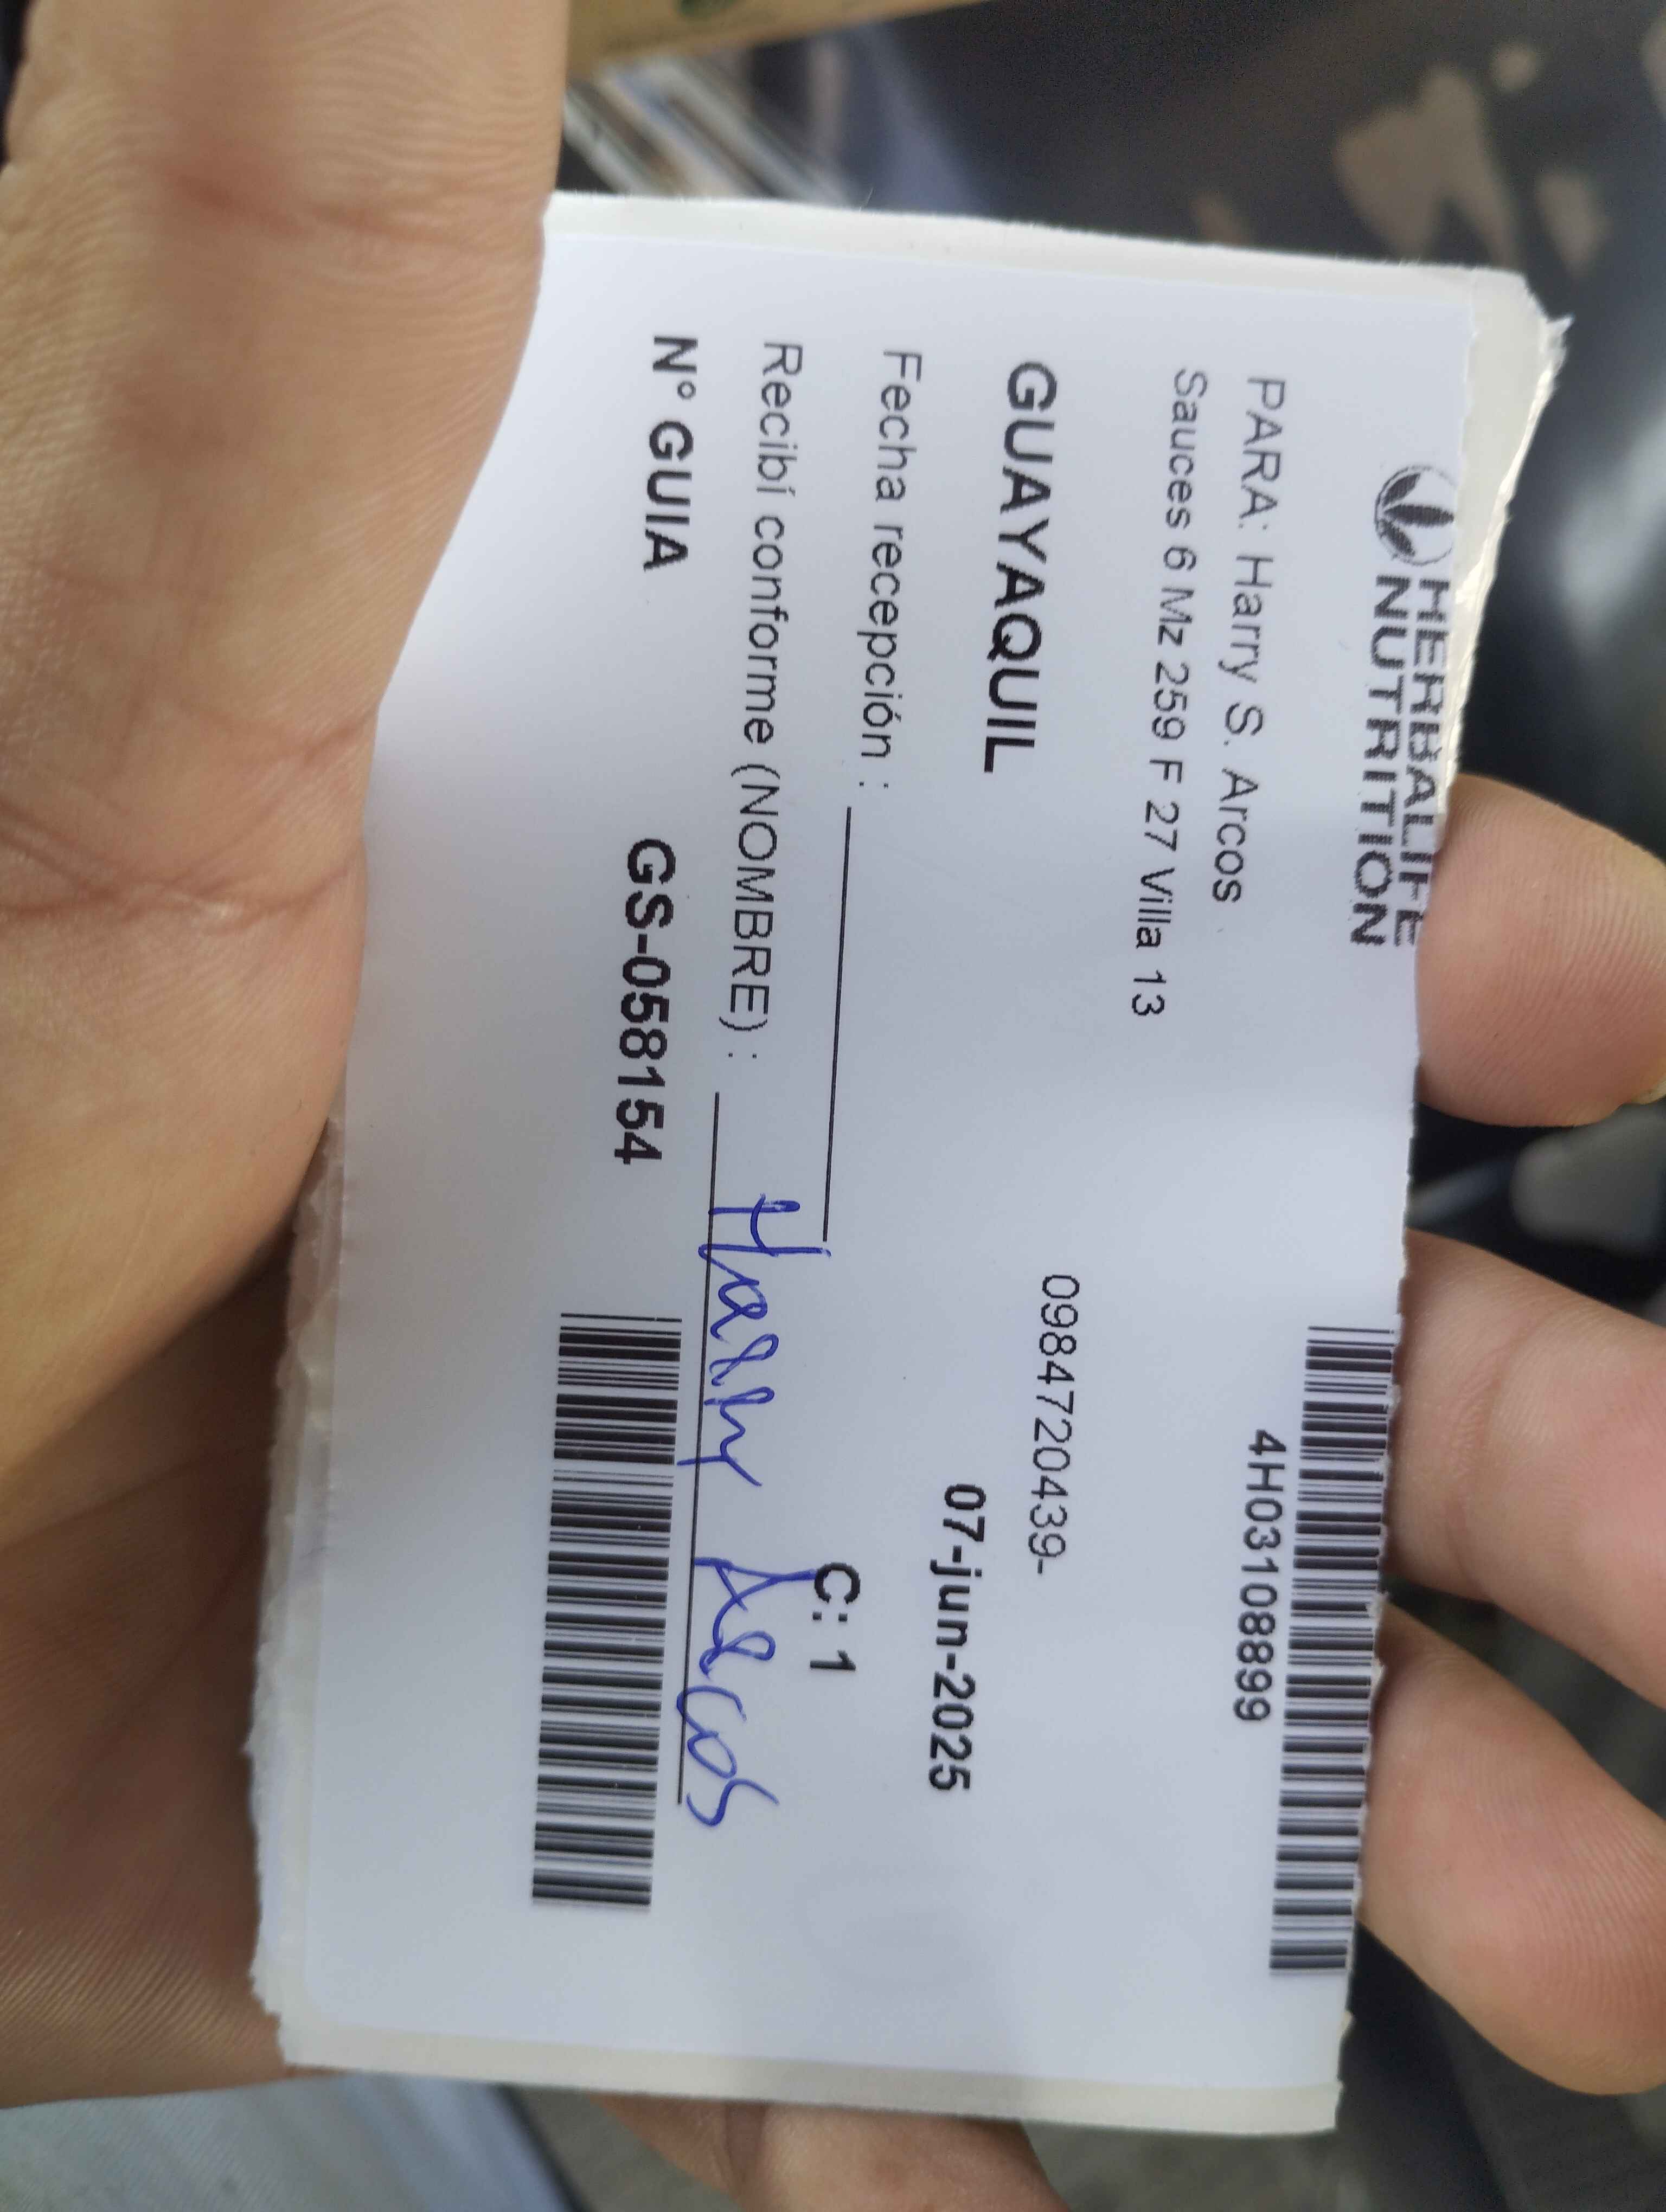 HERBALIFE
NUTRITION
4H03108899
PARA: Harry S. Arcos
Sauces 6 Mz 259 F 27 Villa 13
0984720439-
GUAYAQUIL
07-jun-2025
Fecha recepción :
C: 1
Recibí conforme (NOMBRE) : Harry Arcos
N° GUIA GS-058154